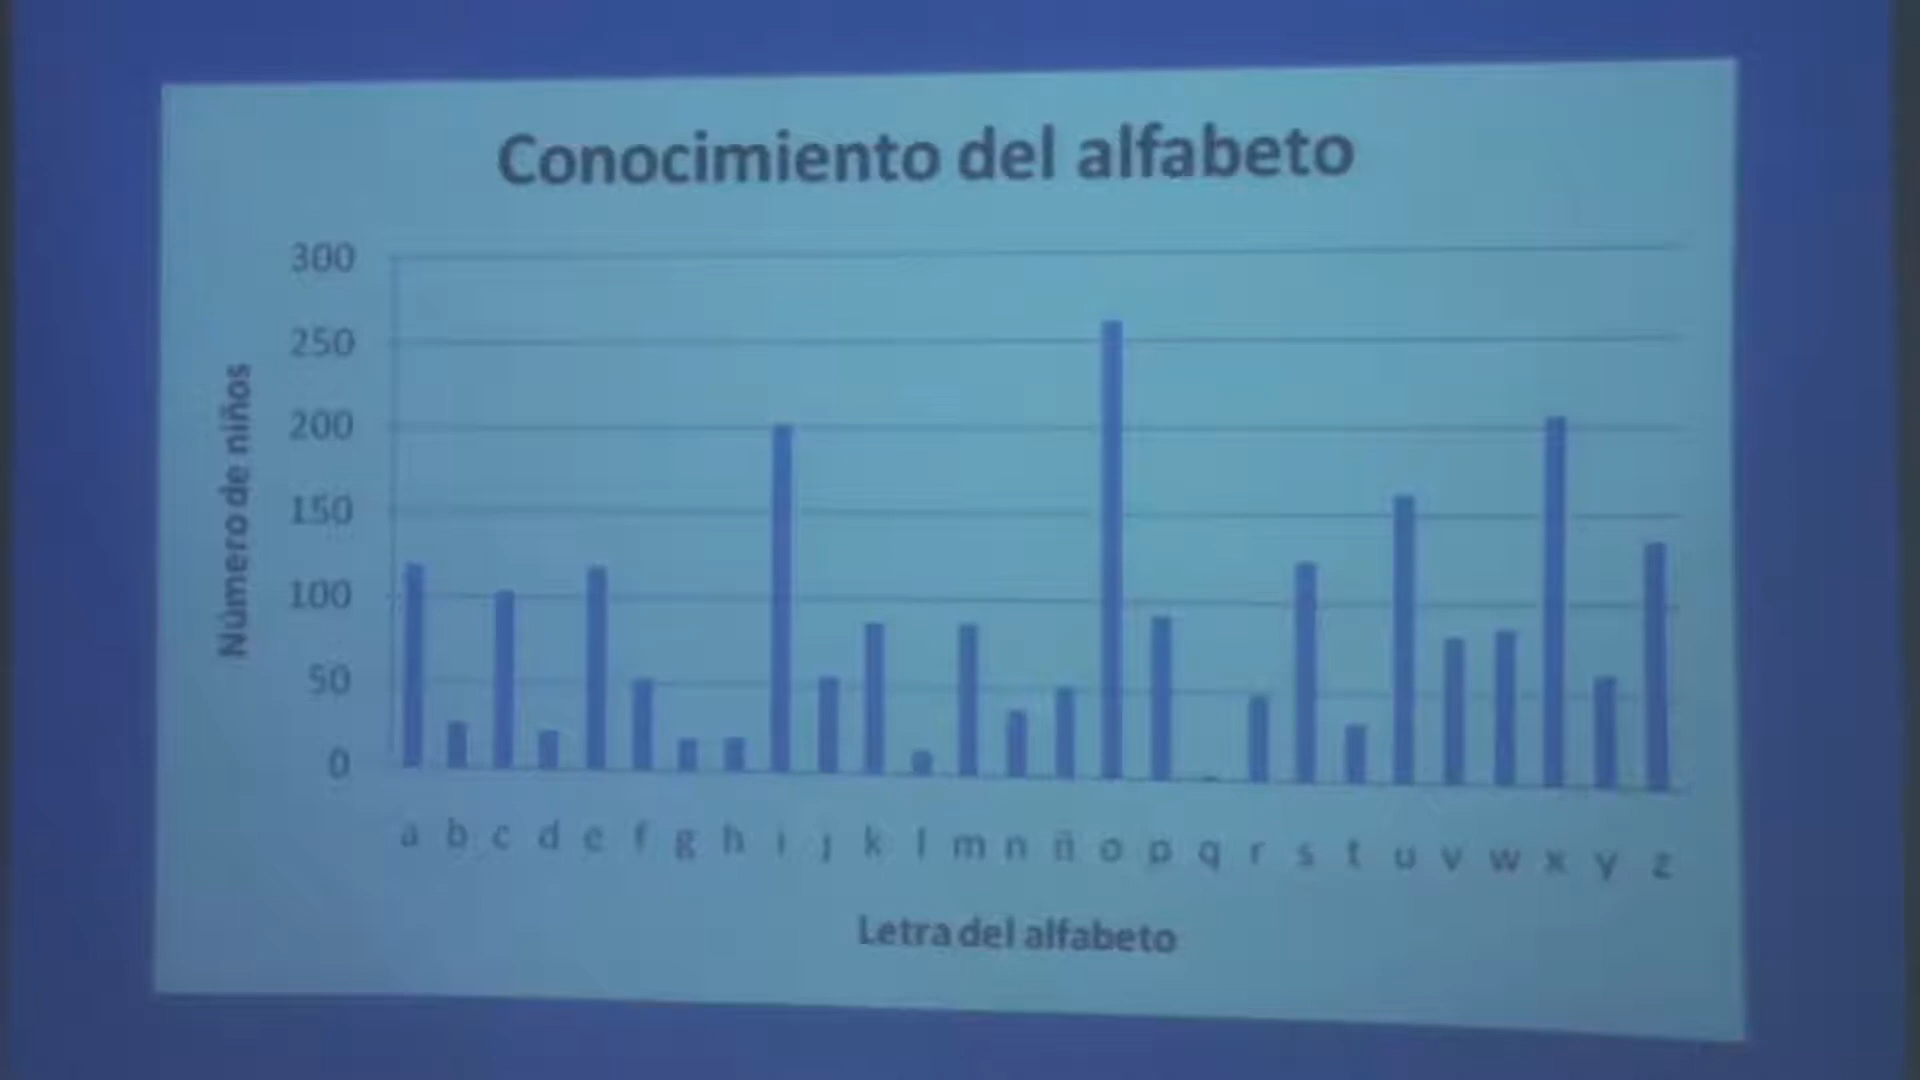 Conocimiento del alfabeto
300
250
200
150
100
50
0
Número de niños
a b c d e f g h i j k l m n ñ o p q r s t u v w x y z
Letra del alfabeto